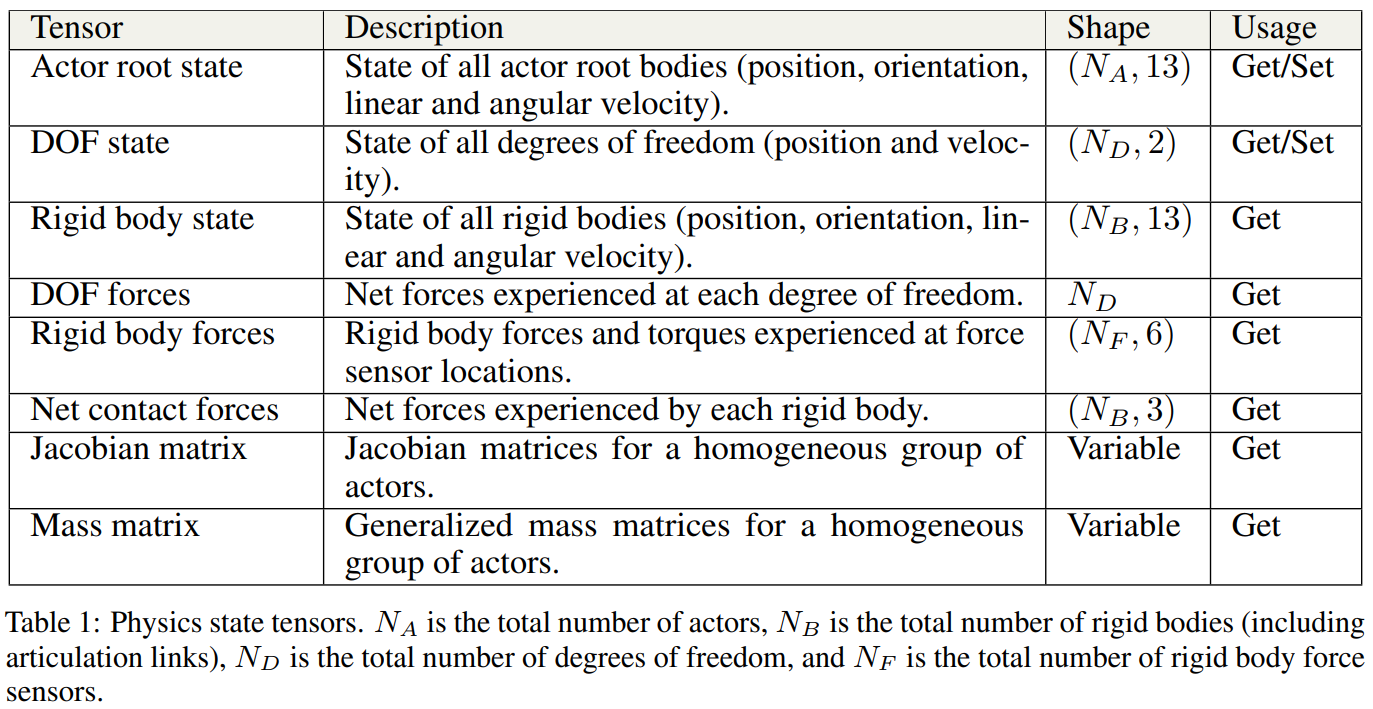 Tensor Description Shape Usage
Actor root state State of all actor root bodies (position, orientation, (N_A, 13) Get/Set
linear and angular velocity).
DOF state State of all degrees of freedom (position and veloc- (N_D, 2) Get/Set
ity).
Rigid body state State of all rigid bodies (position, orientation, lin- (N_B, 13) Get
ear and angular velocity).
DOF forces Net forces experienced at each degree of freedom. N_D Get
Rigid body forces Rigid body forces and torques experienced at force (N_F, 6) Get
sensor locations.
Net contact forces Net forces experienced by each rigid body. (N_B, 3) Get
Jacobian matrix Jacobian matrices for a homogeneous group of Variable Get
actors.
Mass matrix Generalized mass matrices for a homogeneous Variable Get
group of actors.
Table 1: Physics state tensors. N_A is the total number of actors, N_B is the total number of rigid bodies (including
articulation links), N_D is the total number of degrees of freedom, and N_F is the total number of rigid body force
sensors.